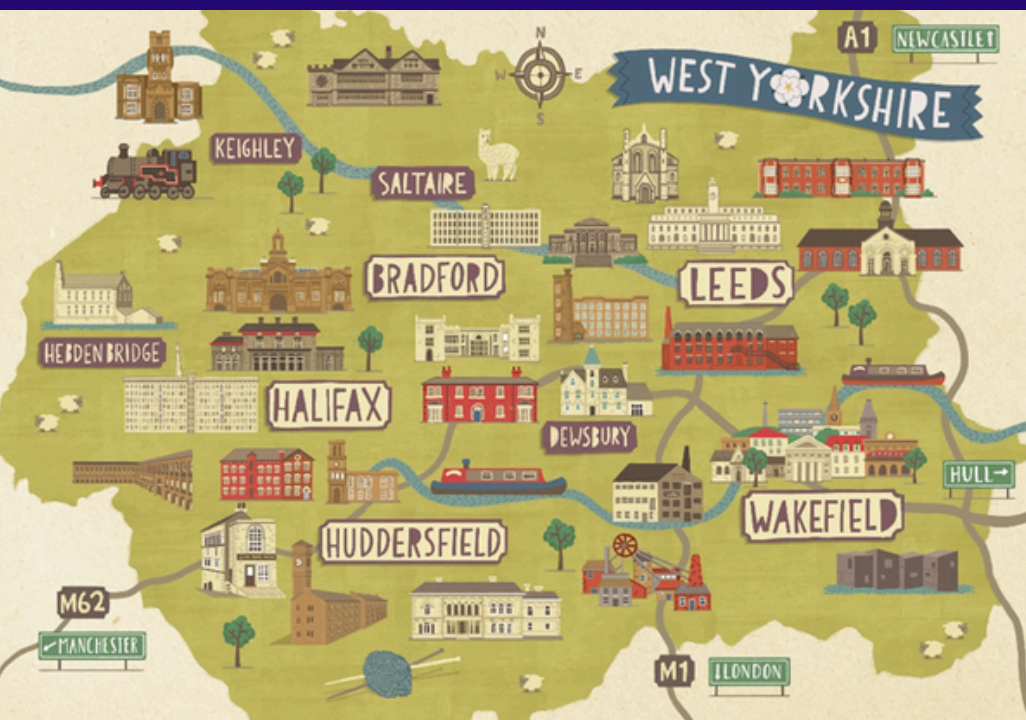 N
W E
S
A1
NEWCASTLE↑
WEST YORKSHIRE
KEIGHLEY
SALTAIRE
BRADFORD
LEEDS
HEBDEN BRIDGE
HALIFAX
DEWSBURY
HULL→
WAKEFIELD
HUDDERSFIELD
M62
↙MANCHESTER
M1
↓LONDON